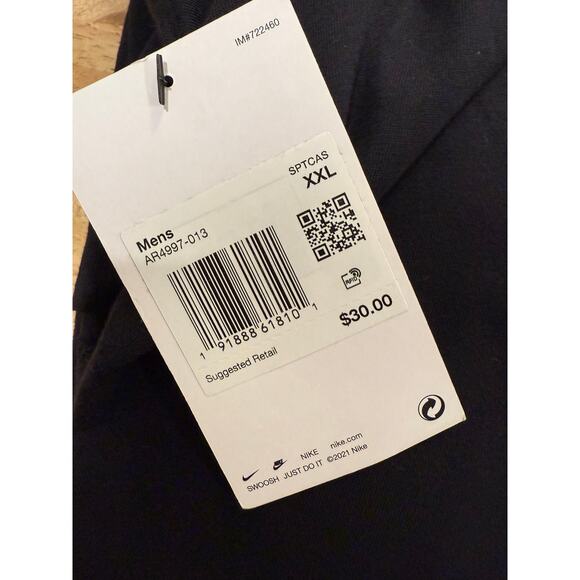 IM#722460
SPTCAS
XXL
Mens
AR4997-013
1 91888 61810 1
RFID
$30.00
Suggested Retail
NIKE nike.com
SWOOSH JUST DO IT ©2021 Nike